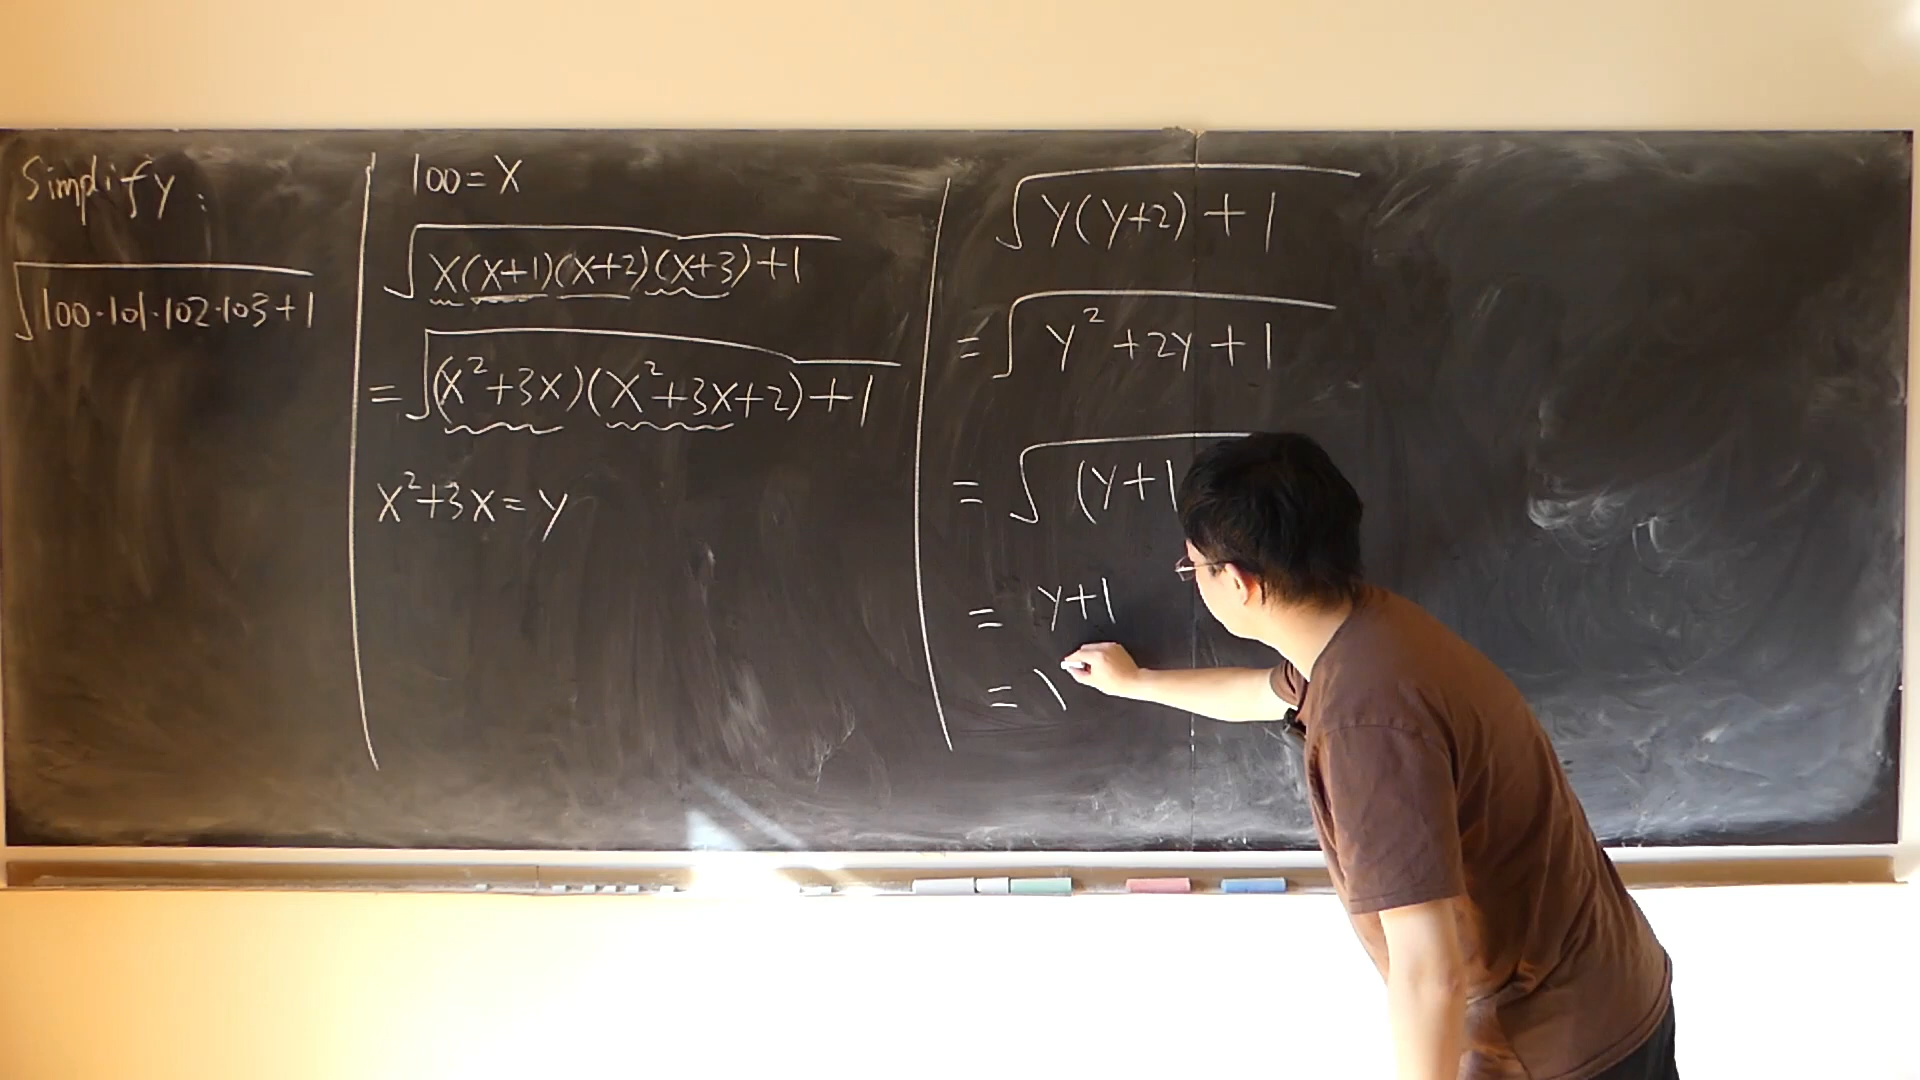 Simplify:
√100·101·102·103+1
100=X
√X(X+1)(X+2)(X+3)+1
=√(X²+3X)(X²+3X+2)+1
X²+3X=y
√y(y+2)+1
=√y²+2y+1
=√(y+1
= y+1
=